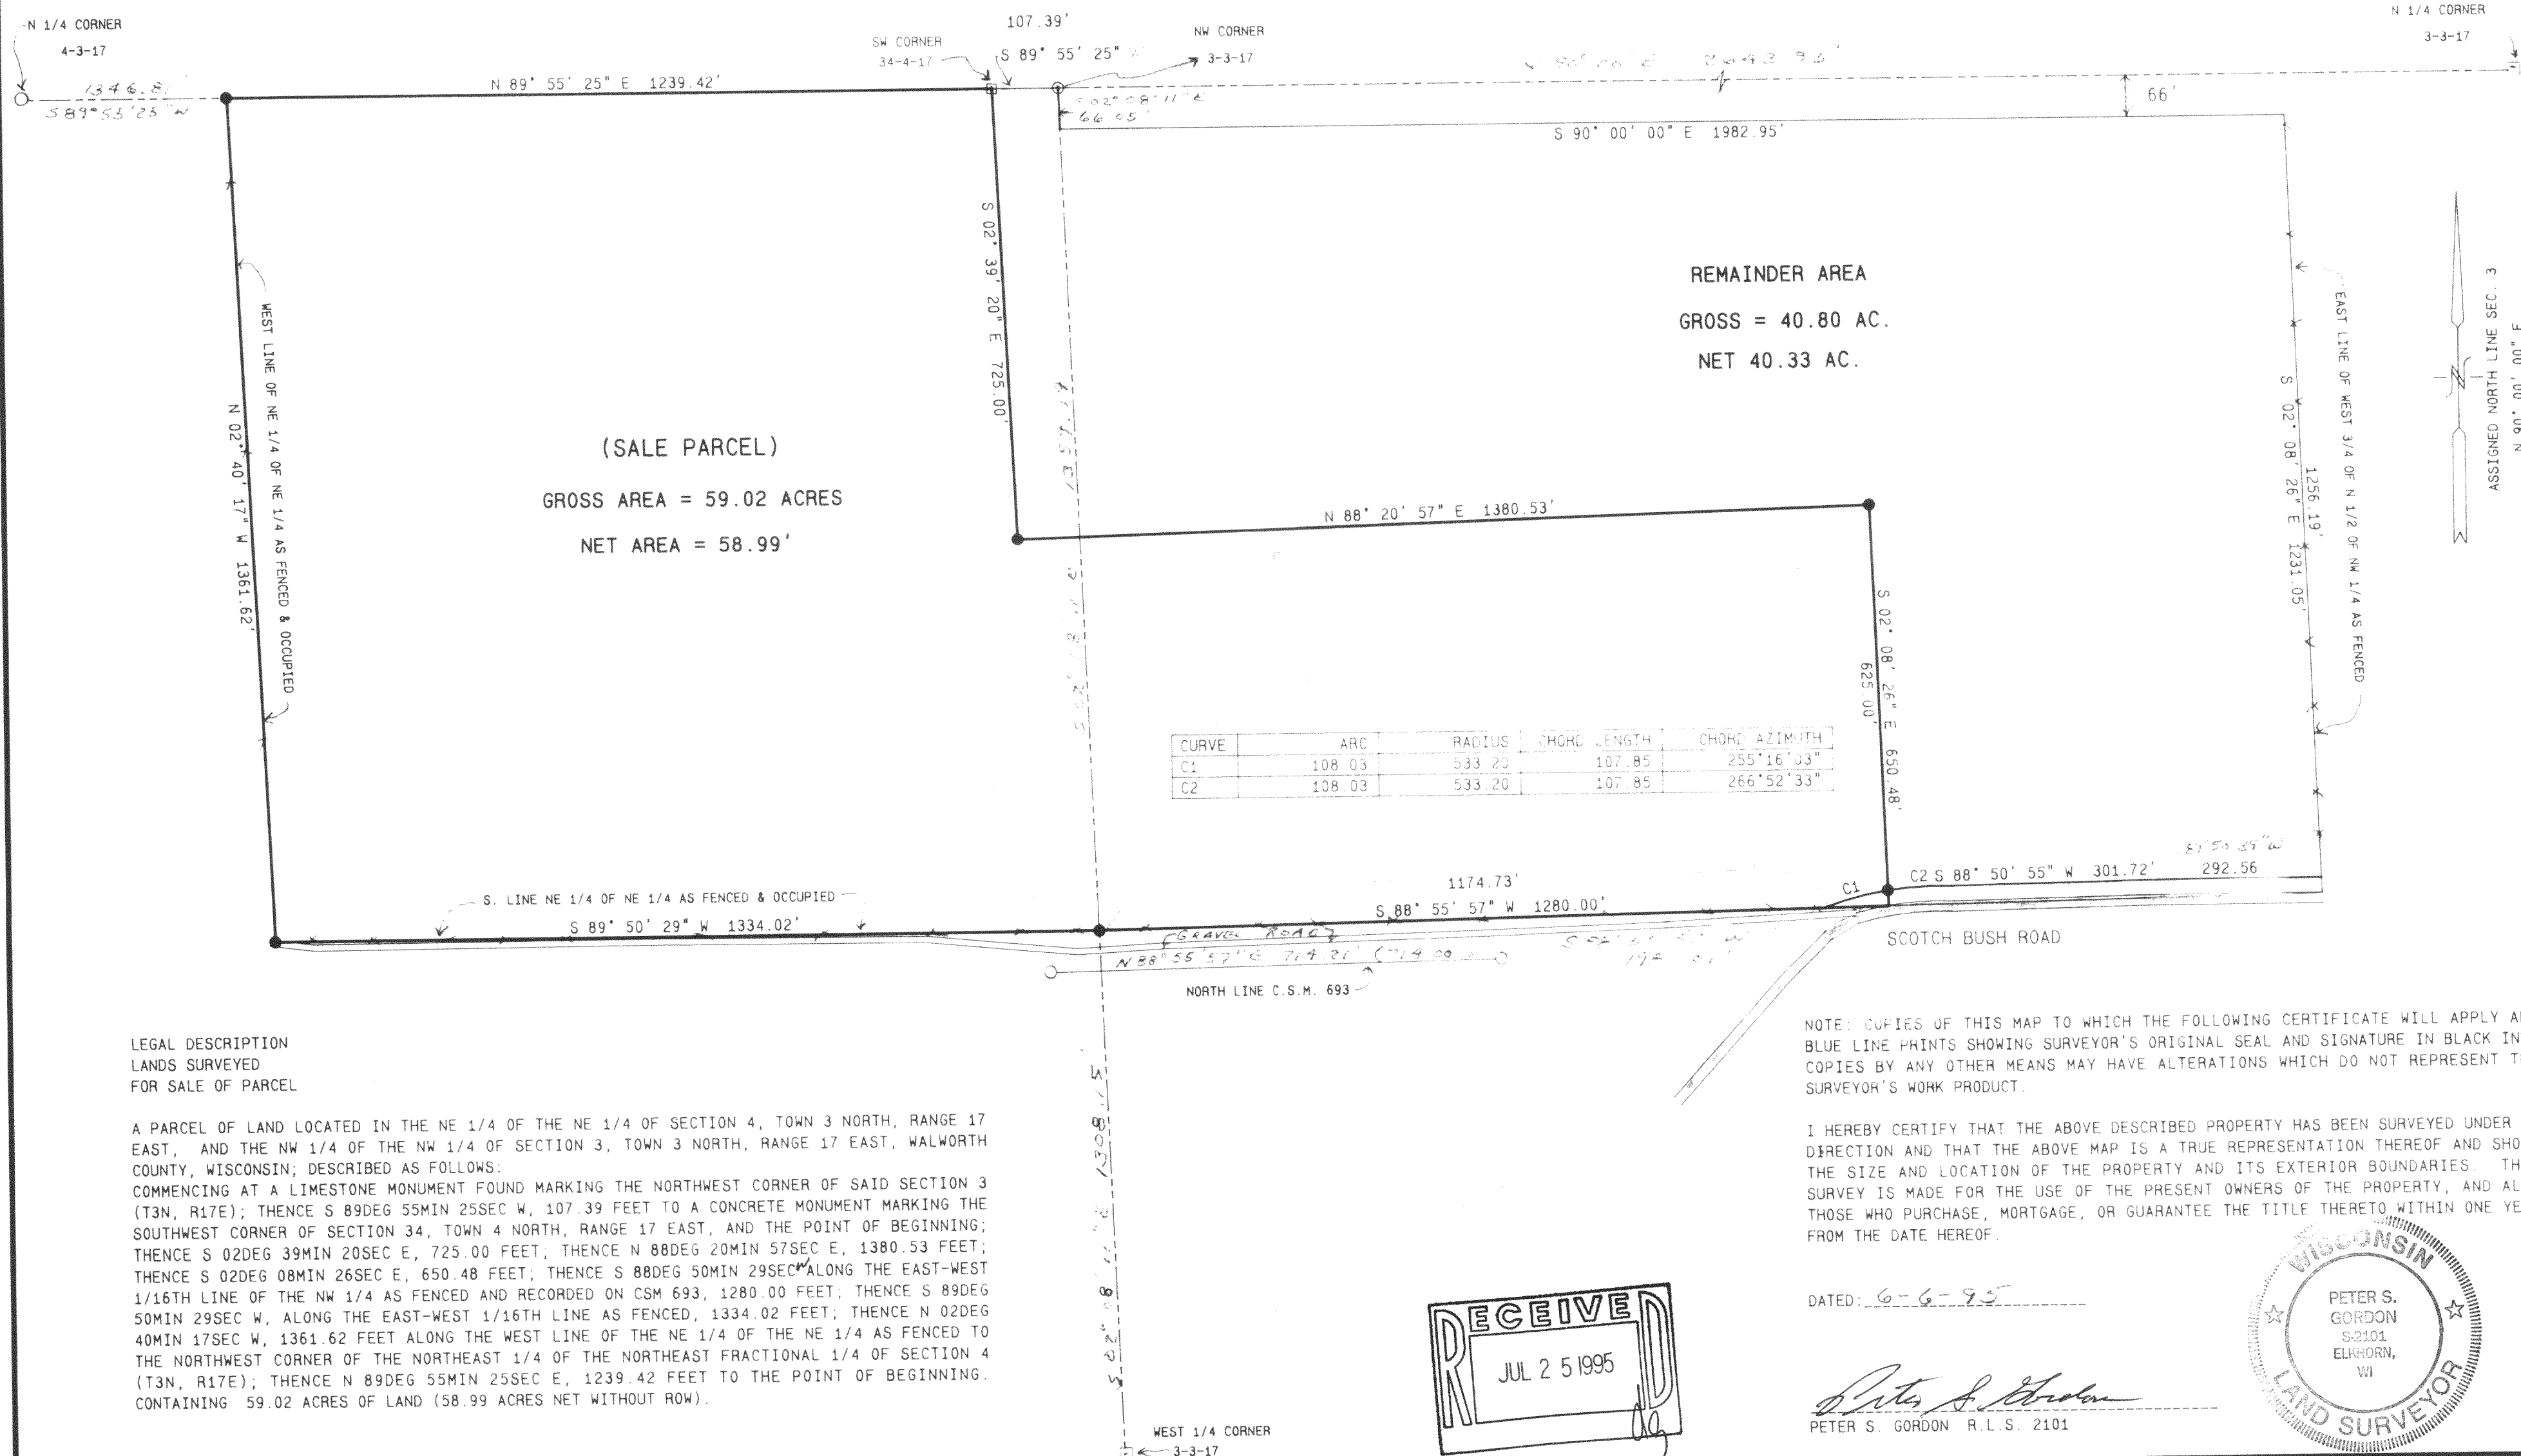 N 1/4 CORNER
4-3-17
S 89° 55' 25" W
N 89° 55' 25" E 1239.42'
SW CORNER
34-4-17
107.39'
S 89° 55' 25" W
NW CORNER
3-3-17
S 02° 08' 11" E
66.05'
N 1/4 CORNER
3-3-17
66'
S 90° 00' 00" E 1982.95'
WEST LINE OF NE 1/4 OF NE 1/4 AS FENCED & OCCUPIED
N 02° 40' 17" W 1361.62'
(SALE PARCEL)
GROSS AREA = 59.02 ACRES
NET AREA = 58.99'
S 02° 39' 20" E 725.00'
REMAINDER AREA
GROSS = 40.80 AC.
NET 40.33 AC.
N 88° 20' 57" E 1380.53'
S 02° 08' 26" E 650.48'
625.00'
S 02° 08' 26" E 1231.05'
1256.19'
EAST LINE OF WEST 3/4 OF N 1/2 OF NW 1/4 AS FENCED
ASSIGNED NORTH LINE SEC. 3
N 90° 00' 00" E
CURVE ARC RADIUS CHORD LENGTH CHORD AZIMUTH
C1 108.03 533.20 107.85 255°16'03"
C2 108.03 533.20 107.85 266°52'33"
S. LINE NE 1/4 OF NE 1/4 AS FENCED & OCCUPIED
S 89° 50' 29" W 1334.02'
1174.73'
S 88° 55' 57" W 1280.00'
C1
C2 S 88° 50' 55" W 301.72'
292.56
GRAVEL ROAD
N 88° 55' 57" E 714.21'
NORTH LINE C.S.M. 693
SCOTCH BUSH ROAD
S 02° 08' 11" E 1308.15'
WEST 1/4 CORNER
3-3-17
LEGAL DESCRIPTION
LANDS SURVEYED
FOR SALE OF PARCEL
A PARCEL OF LAND LOCATED IN THE NE 1/4 OF THE NE 1/4 OF SECTION 4, TOWN 3 NORTH, RANGE 17
EAST, AND THE NW 1/4 OF THE NW 1/4 OF SECTION 3, TOWN 3 NORTH, RANGE 17 EAST, WALWORTH
COUNTY, WISCONSIN; DESCRIBED AS FOLLOWS:
COMMENCING AT A LIMESTONE MONUMENT FOUND MARKING THE NORTHWEST CORNER OF SAID SECTION 3
(T3N, R17E); THENCE S 89DEG 55MIN 25SEC W, 107.39 FEET TO A CONCRETE MONUMENT MARKING THE
SOUTHWEST CORNER OF SECTION 34, TOWN 4 NORTH, RANGE 17 EAST, AND THE POINT OF BEGINNING;
THENCE S 02DEG 39MIN 20SEC E, 725.00 FEET; THENCE N 88DEG 20MIN 57SEC E, 1380.53 FEET;
THENCE S 02DEG 08MIN 26SEC E, 650.48 FEET; THENCE S 88DEG 50MIN 29SEC W ALONG THE EAST-WEST
1/16TH LINE OF THE NW 1/4 AS FENCED AND RECORDED ON CSM 693, 1280.00 FEET; THENCE S 89DEG
50MIN 29SEC W, ALONG THE EAST-WEST 1/16TH LINE AS FENCED, 1334.02 FEET; THENCE N 02DEG
40MIN 17SEC W, 1361.62 FEET ALONG THE WEST LINE OF THE NE 1/4 OF THE NE 1/4 AS FENCED TO
THE NORTHWEST CORNER OF THE NORTHEAST 1/4 OF THE NORTHEAST FRACTIONAL 1/4 OF SECTION 4
(T3N, R17E); THENCE N 89DEG 55MIN 25SEC E, 1239.42 FEET TO THE POINT OF BEGINNING.
CONTAINING 59.02 ACRES OF LAND (58.99 ACRES NET WITHOUT ROW).
RECEIVED
JUL 25 1995
NOTE: COPIES OF THIS MAP TO WHICH THE FOLLOWING CERTIFICATE WILL APPLY
BLUE LINE PRINTS SHOWING SURVEYOR'S ORIGINAL SEAL AND SIGNATURE IN BLACK
COPIES BY ANY OTHER MEANS MAY HAVE ALTERATIONS WHICH DO NOT REPRESENT
SURVEYOR'S WORK PRODUCT.
I HEREBY CERTIFY THAT THE ABOVE DESCRIBED PROPERTY HAS BEEN SURVEYED UNDER
DIRECTION AND THAT THE ABOVE MAP IS A TRUE REPRESENTATION THEREOF AND SHO
THE SIZE AND LOCATION OF THE PROPERTY AND ITS EXTERIOR BOUNDARIES. TH
SURVEY IS MADE FOR THE USE OF THE PRESENT OWNERS OF THE PROPERTY, AND AL
THOSE WHO PURCHASE, MORTGAGE, OR GUARANTEE THE TITLE THERETO WITHIN ONE YE
FROM THE DATE HEREOF.
DATED: 6-6-95
Peter S. Gordon
PETER S. GORDON R.L.S. 2101
WISCONSIN
PETER S.
GORDON
S-2101
ELKHORN,
WI
LAND SURVEYOR